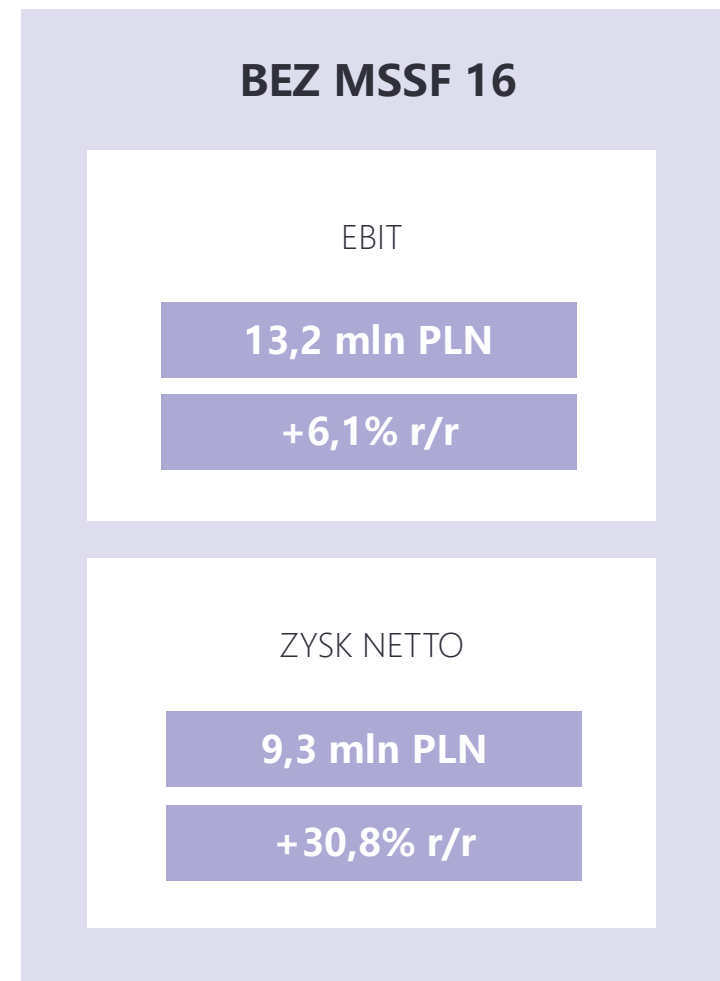 BEZ MSSF 16
EBIT
13,2 mln PLN
+6,1% r/r
ZYSK NETTO
9,3 mln PLN
+30,8% r/r